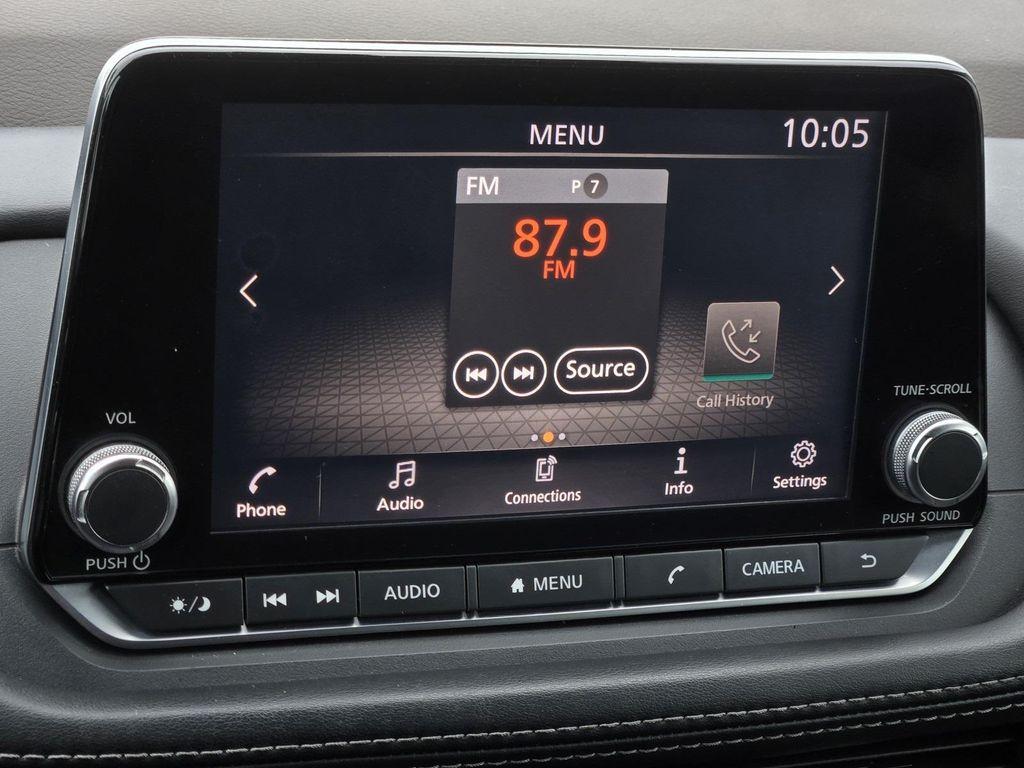 MENU
10:05
FM P 7
87.9
FM
Source
Call History
Phone
Audio
Connections
Info
Settings
VOL
PUSH
TUNE·SCROLL
PUSH SOUND
AUDIO
MENU
CAMERA